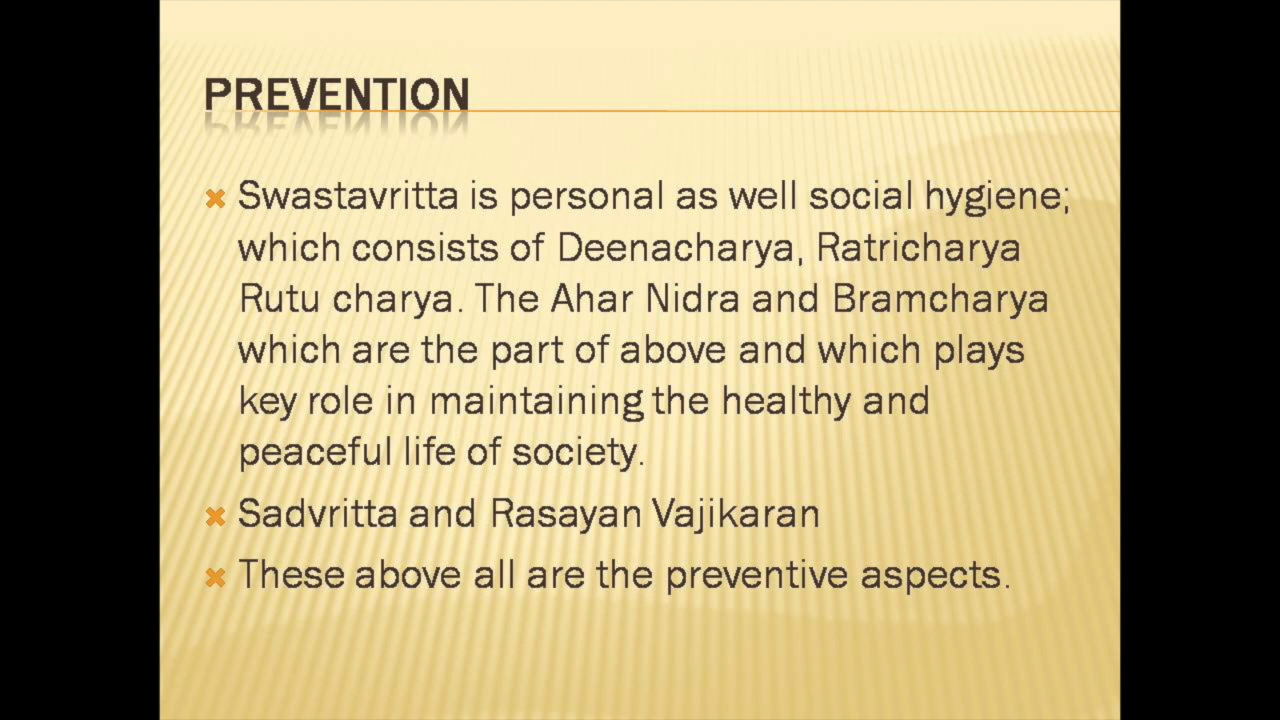 PREVENTION
Swastavritta is personal as well social hygiene;
which consists of Deenacharya, Ratricharya
Rutu charya. The Ahar Nidra and Bramcharya
which are the part of above and which plays
key role in maintaining the healthy and
peaceful life of society.
Sadvritta and Rasayan Vajikaran
These above all are the preventive aspects.